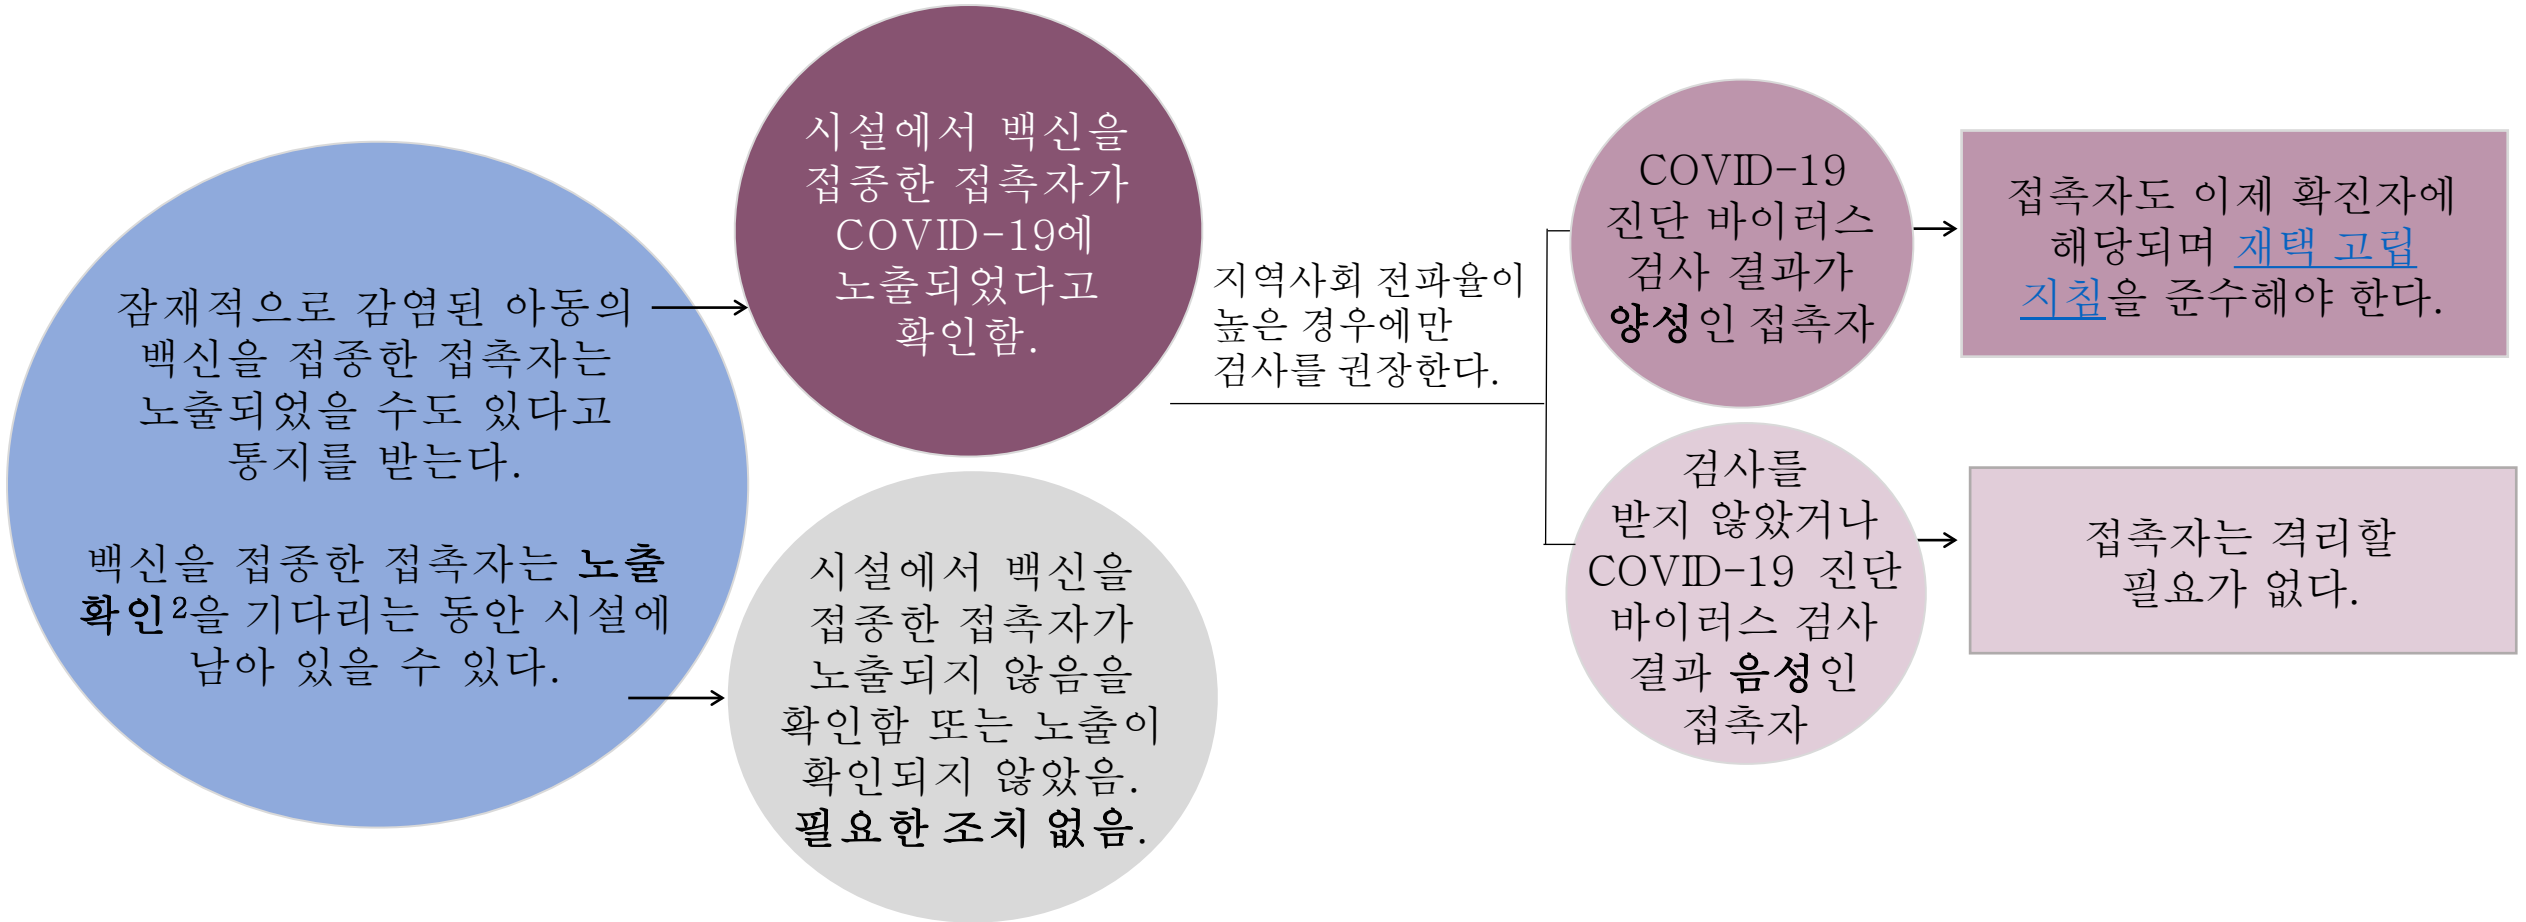 잠재적으로 감염된 아동의
백신을 접종한 접촉자는
노출되었을 수도 있다고
통지를 받는다.
백신을 접종한 접촉자는 노출
확인²을 기다리는 동안 시설에
남아 있을 수 있다.
시설에서 백신을
접종한 접촉자가
COVID-19에
노출되었다고
확인함.
시설에서 백신을
접종한 접촉자가
노출되지 않음을
확인함 또는 노출이
확인되지 않았음.
필요한 조치 없음.
지역사회 전파율이
높은 경우에만
검사를 권장한다.
COVID-19
진단 바이러스
검사 결과가
양성인 접촉자
접촉자도 이제 확진자에
해당되며 재택 고립
지침을 준수해야 한다.
검사를
받지 않았거나
COVID-19 진단
바이러스 검사
결과 음성인
접촉자
접촉자는 격리할
필요가 없다.